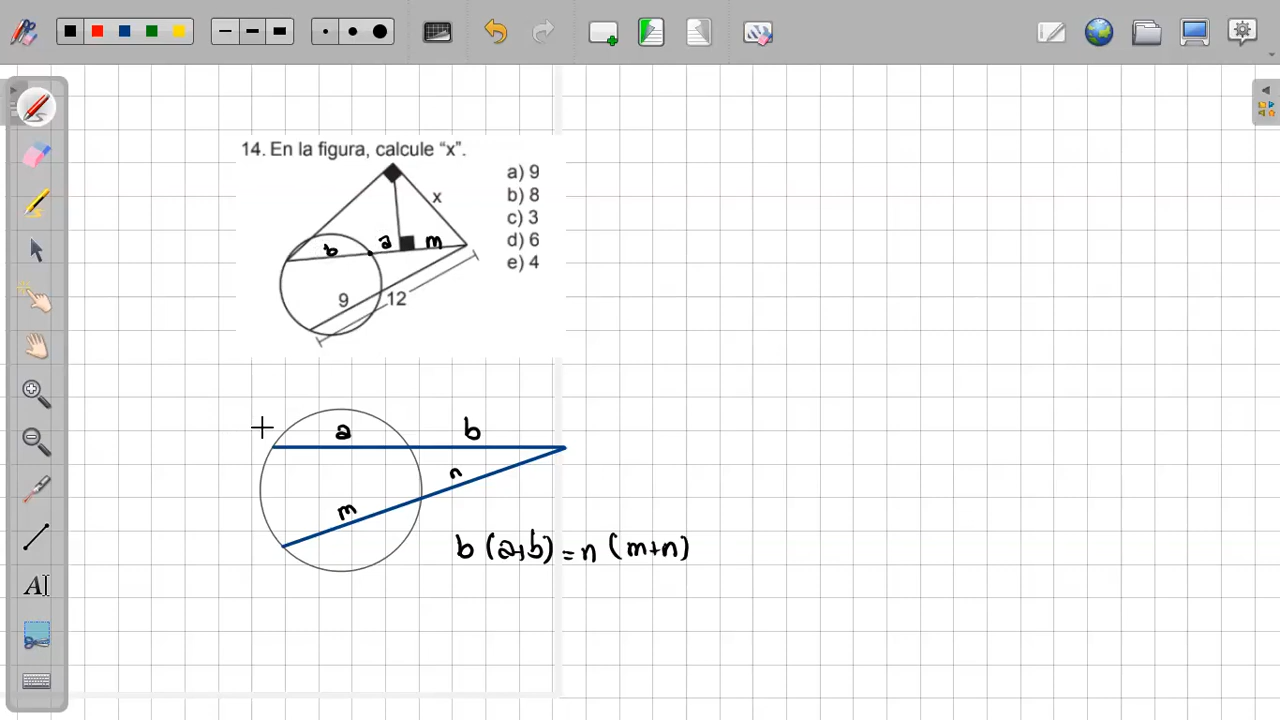 14. En la figura, calcule “x”.
a) 9
b) 8
c) 3
d) 6
e) 4
x
b a m
9 12
a b
n
m
b (a+b) = n (m+n)
A